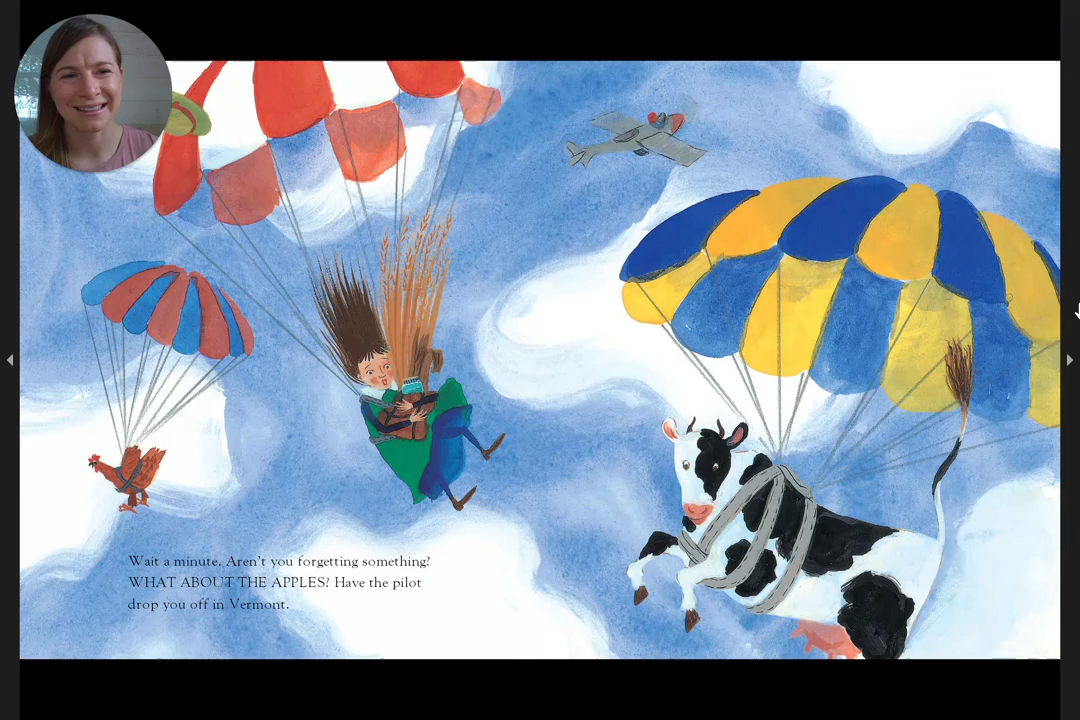 Wait a minute. Aren't you forgetting something?
WHAT ABOUT THE APPLES? Have the pilot
drop you off in Vermont.